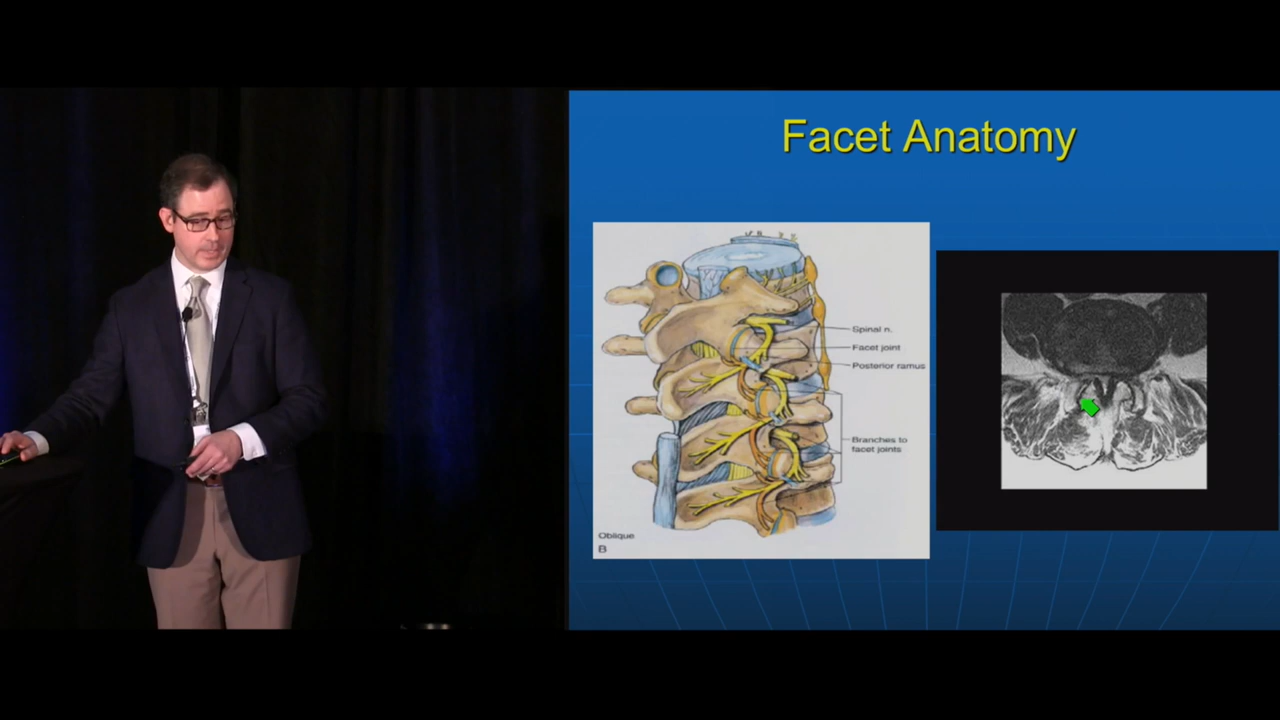 Facet Anatomy
Spinal n.
Facet joint
Posterior ramus
Branches to
facet joints
Oblique
B